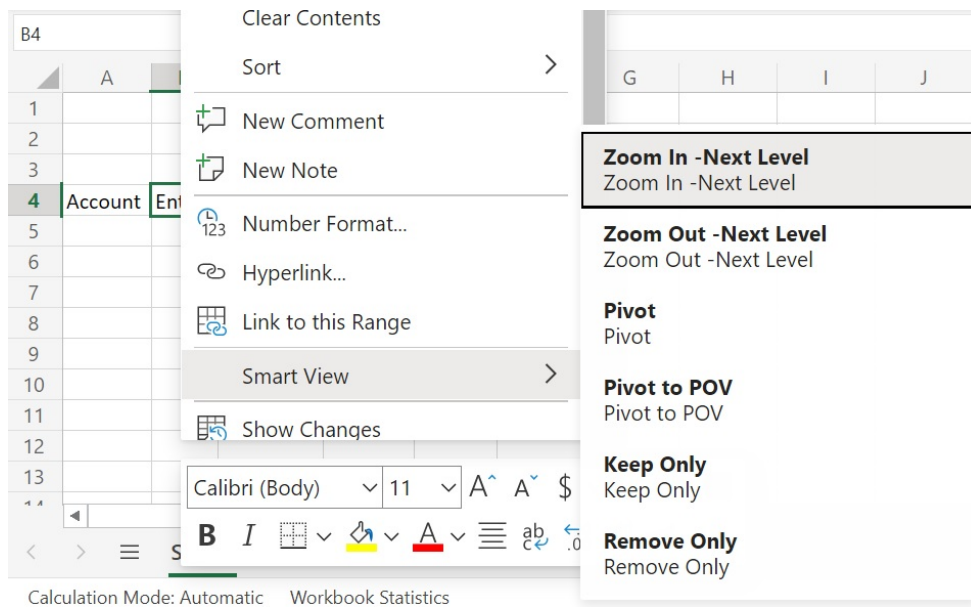 B4
Clear Contents
Sort
A
G H I J
1
2
3
4 Account
5
6
7
8
9
10
11
12
13
New Comment
New Note
Number Format...
Hyperlink...
Link to this Range
Smart View
Show Changes
Zoom In -Next Level
Zoom In -Next Level
Zoom Out -Next Level
Zoom Out -Next Level
Pivot
Pivot
Pivot to POV
Pivot to POV
Keep Only
Keep Only
Remove Only
Remove Only
Calibri (Body) 11 A A $
B I A ab c .0
Calculation Mode: Automatic Workbook Statistics